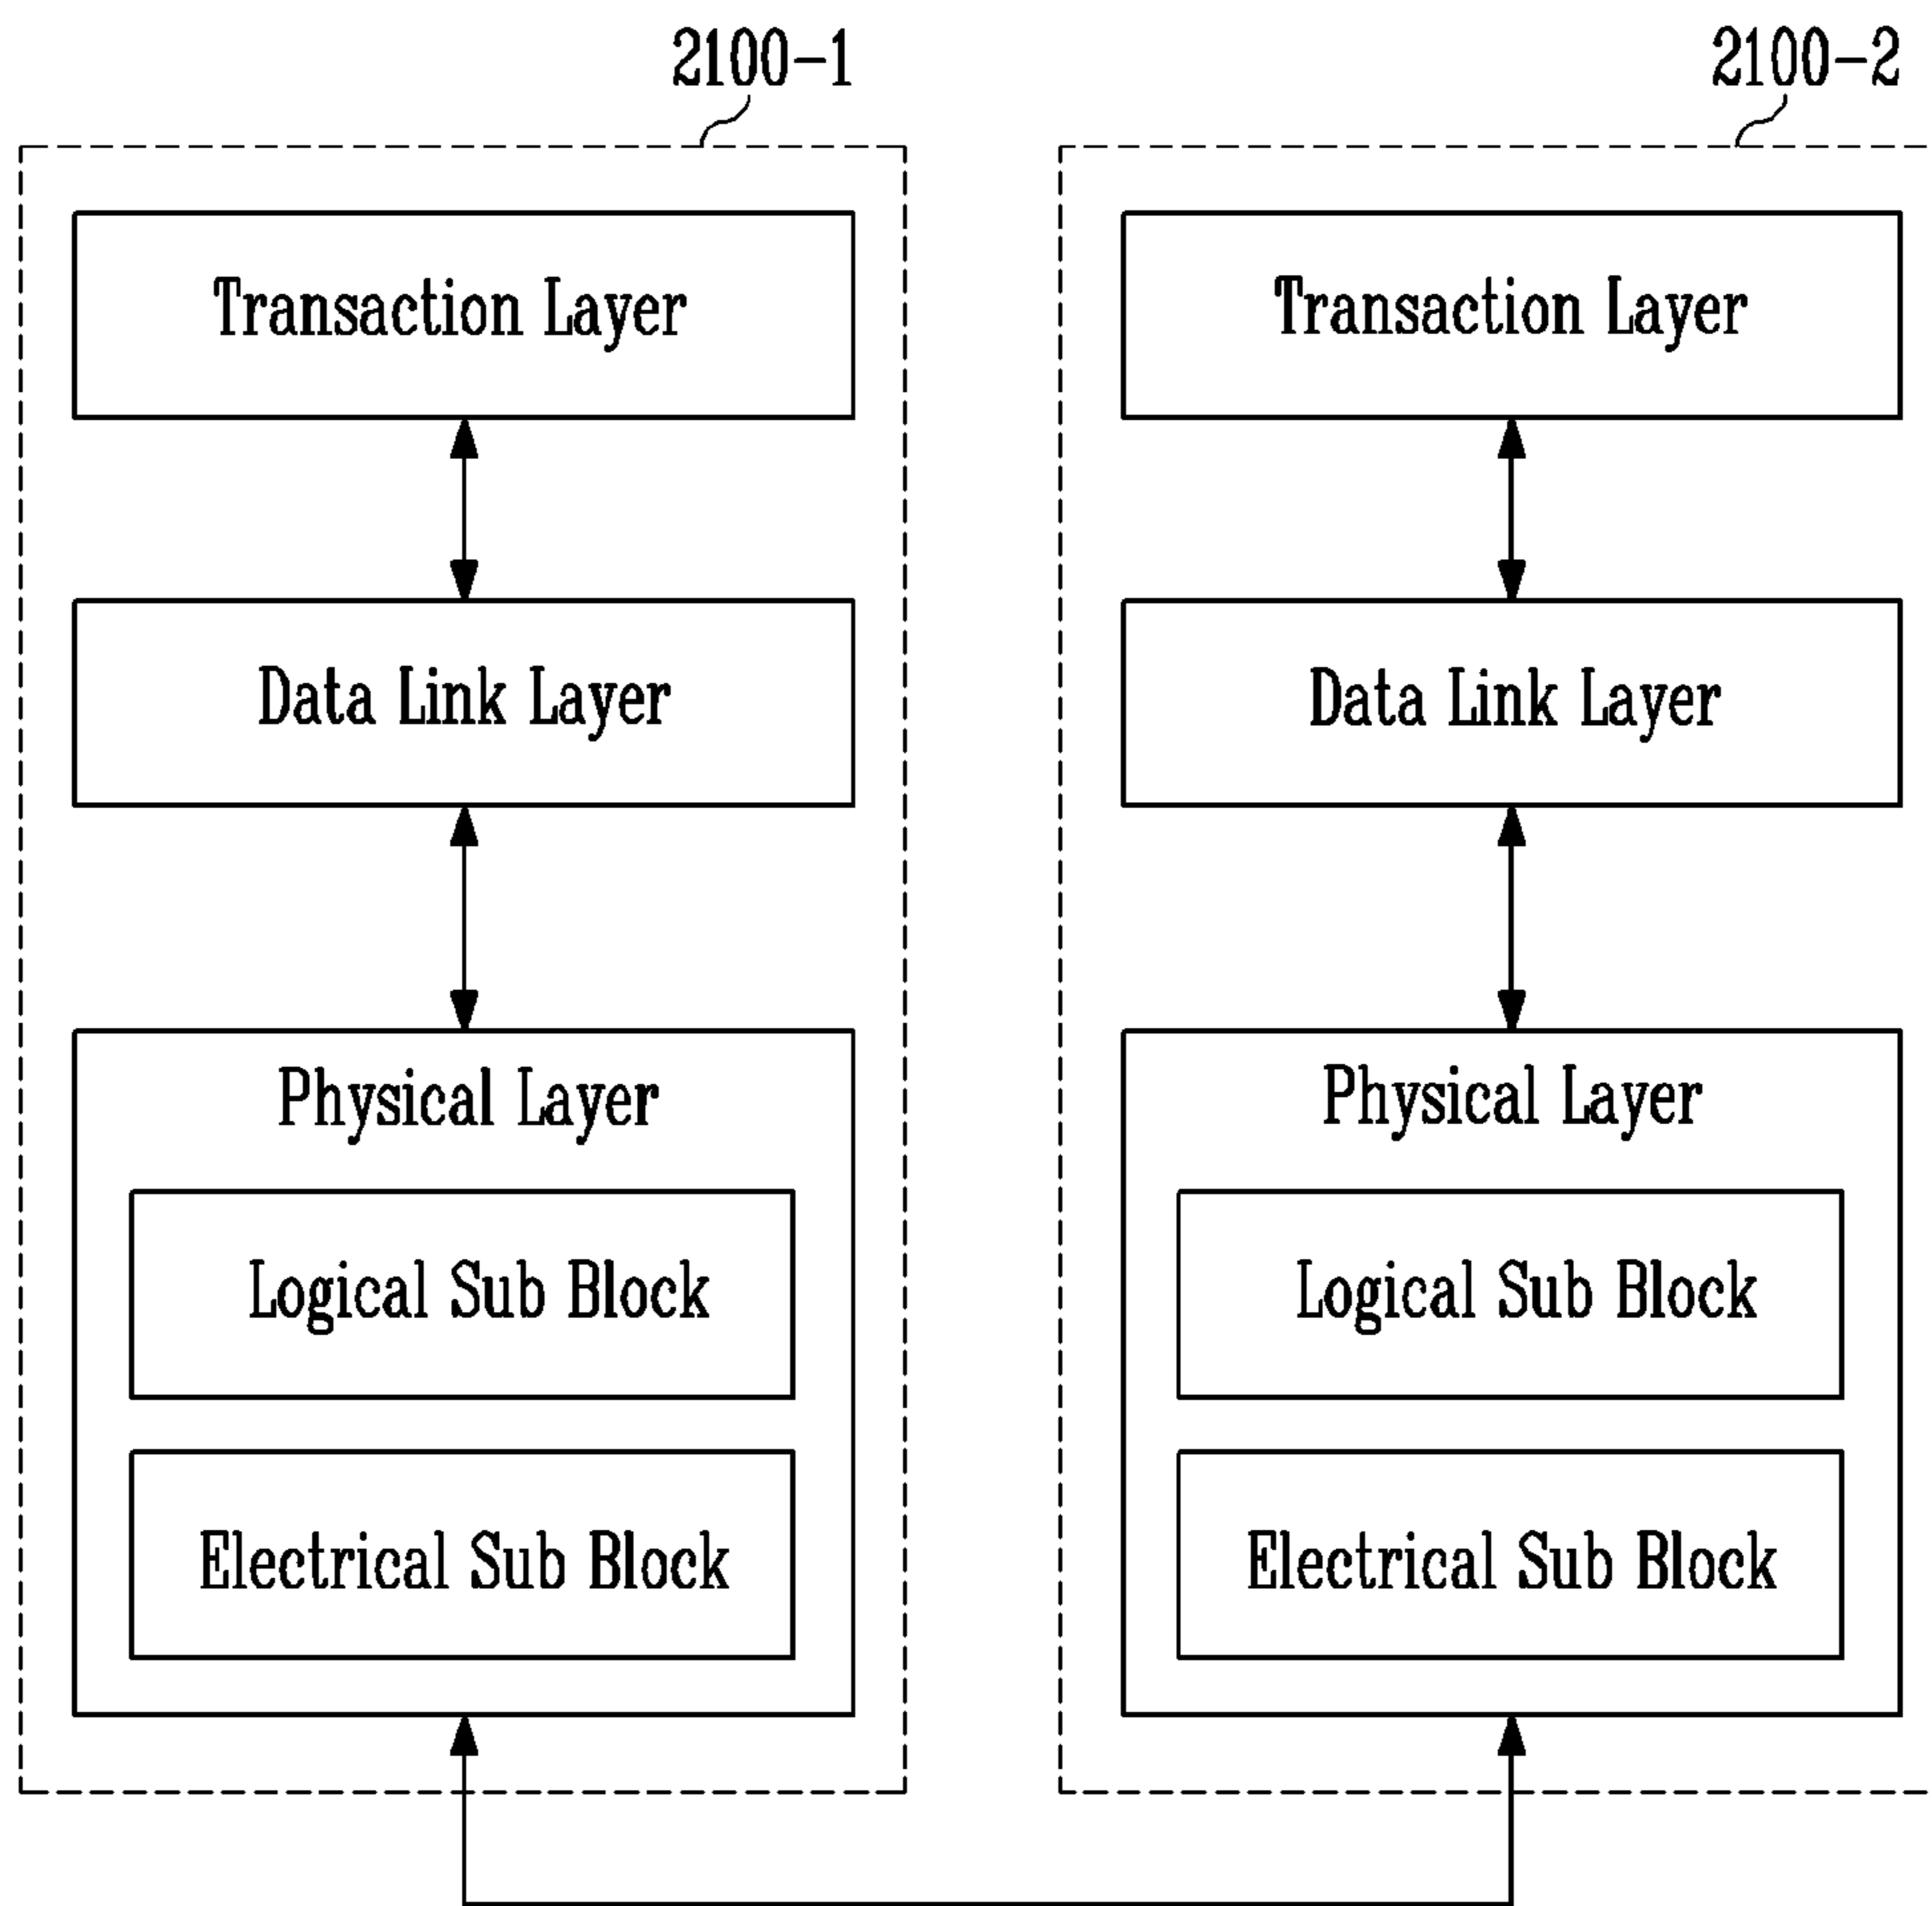 2100-1
Transaction Layer
Data Link Layer
Physical Layer
Logical Sub Block
Electrical Sub Block
2100-2
Transaction Layer
Data Link Layer
Physical Layer
Logical Sub Block
Electrical Sub Block